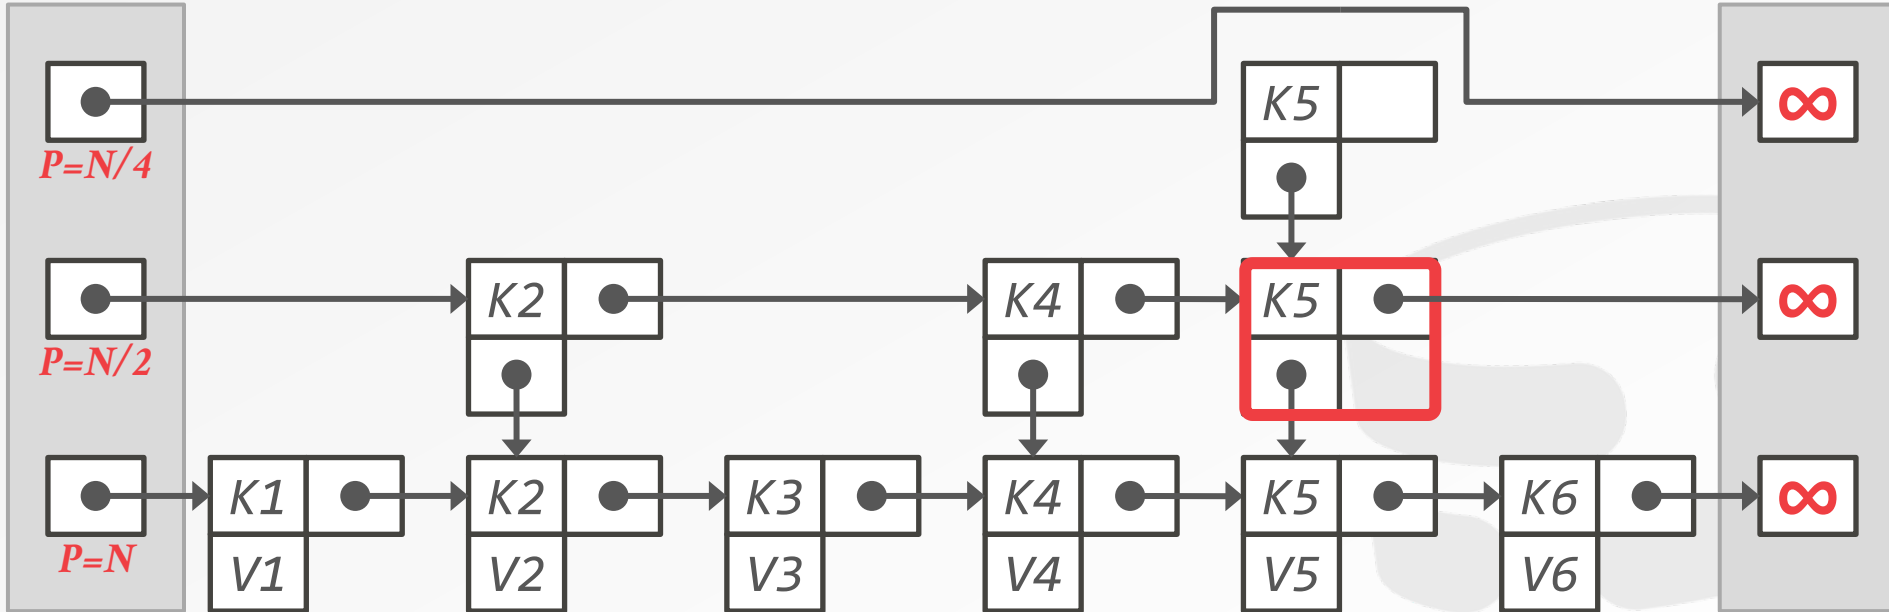 K5 ∞
P=N/4
K2 K4 K5 ∞
P=N/2
K1 K2 K3 K4 K5 K6 ∞
P=N
V1 V2 V3 V4 V5 V6